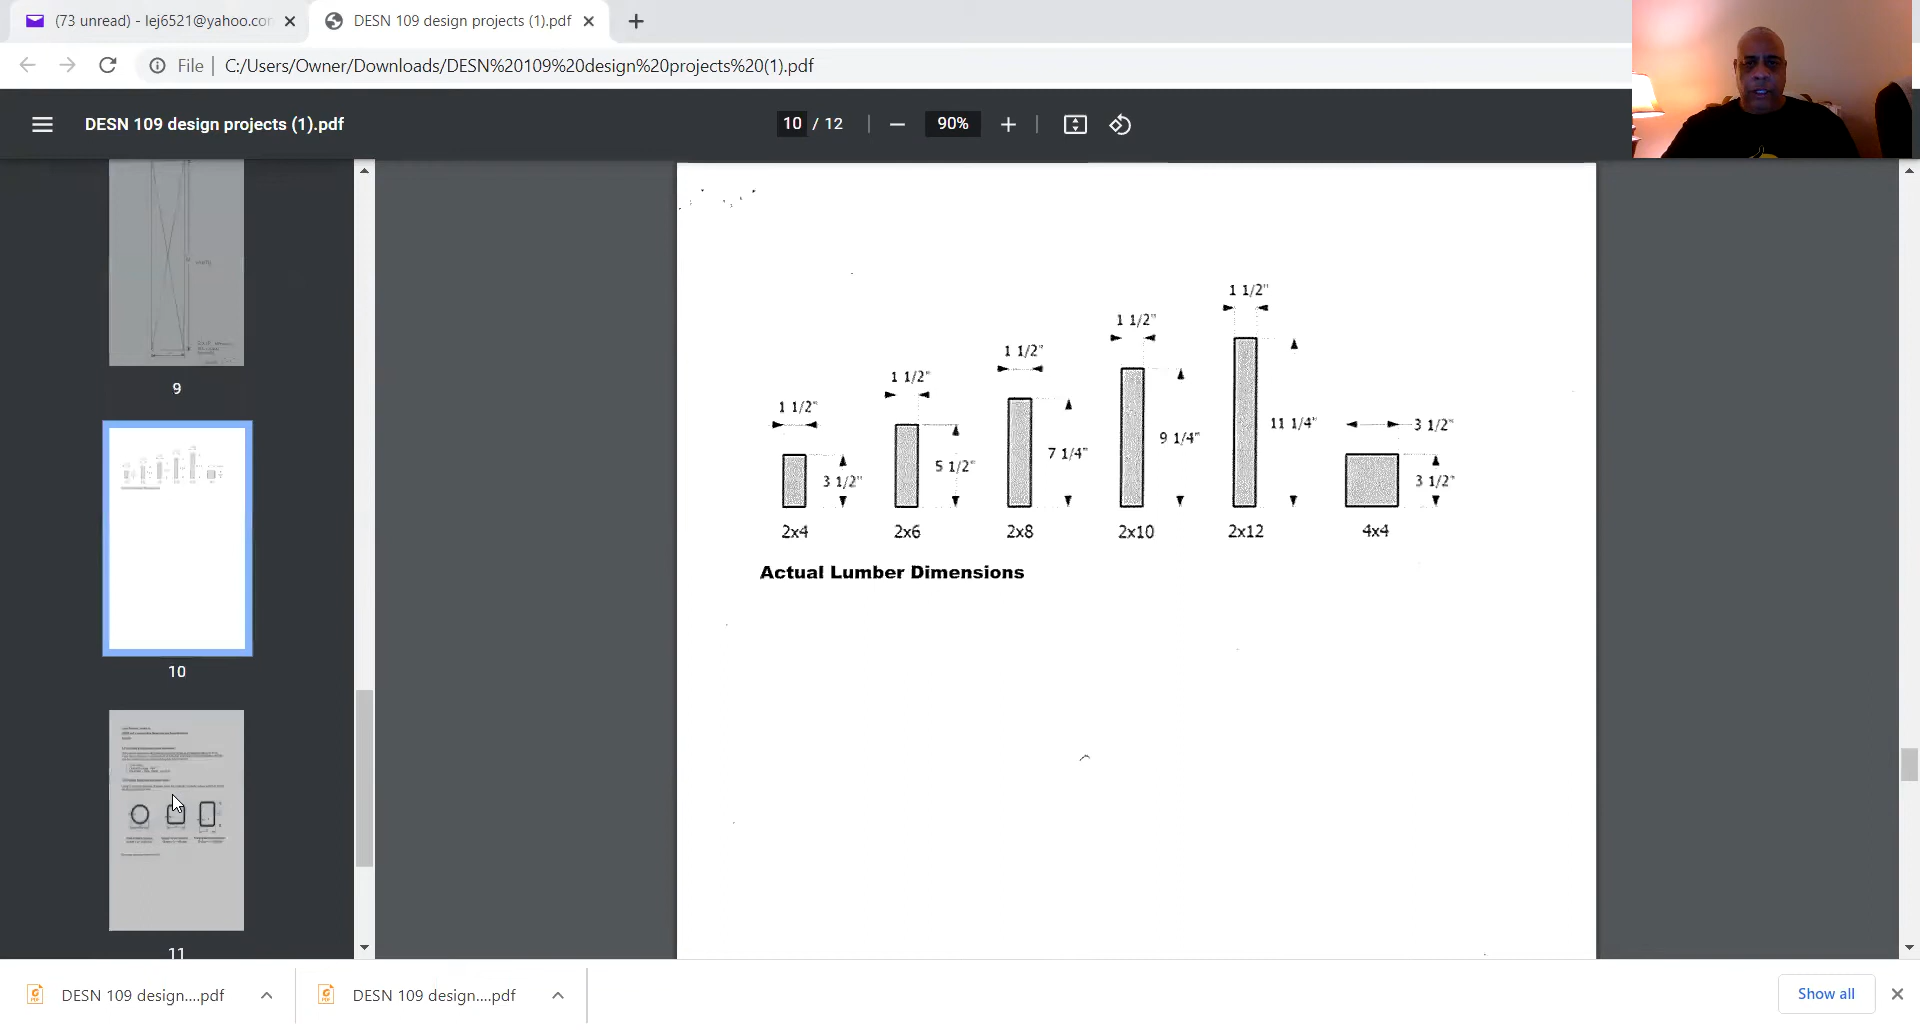 (73 unread) - lej6521@yahoo.con
DESN 109 design projects (1).pdf
File
C:/Users/Owner/Downloads/DESN%20109%20design%20projects%20(1).pdf
DESN 109 design projects (1).pdf
10 / 12
90%
9
10
11
1 1/2"
1 1/2"
1 1/2"
1 1/2"
1 1/2"
3 1/2"
5 1/2"
7 1/4"
9 1/4"
11 1/4"
3 1/2"
3 1/2"
2x4 2x6 2x8 2x10 2x12 4x4
Actual Lumber Dimensions
DESN 109 design....pdf
DESN 109 design....pdf
Show all